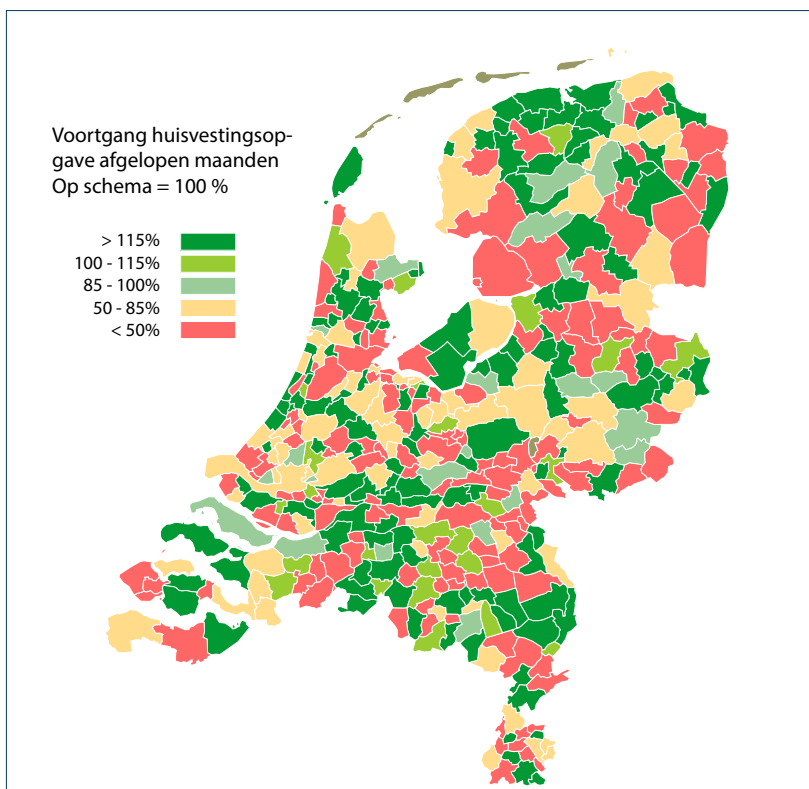 Voortgang huisvestingsop-
gave afgelopen maanden
Op schema = 100 %
> 115%
100 - 115%
85 - 100%
50 - 85%
< 50%